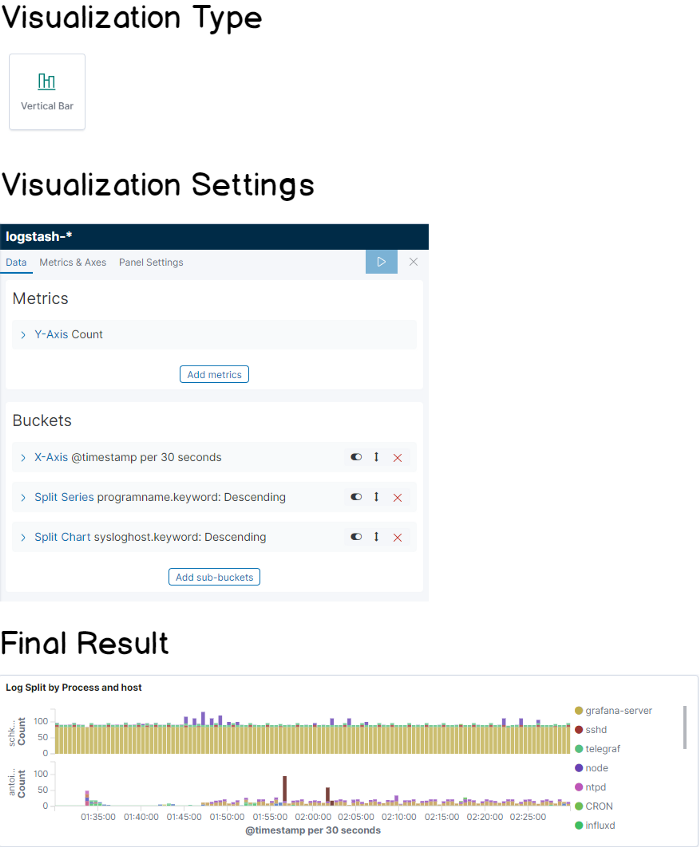 Visualization Type
Vertical Bar
Visualization Settings
logstash-*
Data Metrics & Axes Panel Settings
Metrics
Y-Axis Count
Add metrics
Buckets
X-Axis @timestamp per 30 seconds
Split Series programname.keyword: Descending
Split Chart sysloghost.keyword: Descending
Add sub-buckets
Final Result
Log Split by Process and host
schk...
Count
100
50
0
antoi...
Count
100
50
0
01:35:00 01:40:00 01:45:00 01:50:00 01:55:00 02:00:00 02:05:00 02:10:00 02:15:00 02:20:00 02:25:00
@timestamp per 30 seconds
grafana-server
sshd
telegraf
node
ntpd
CRON
influxd